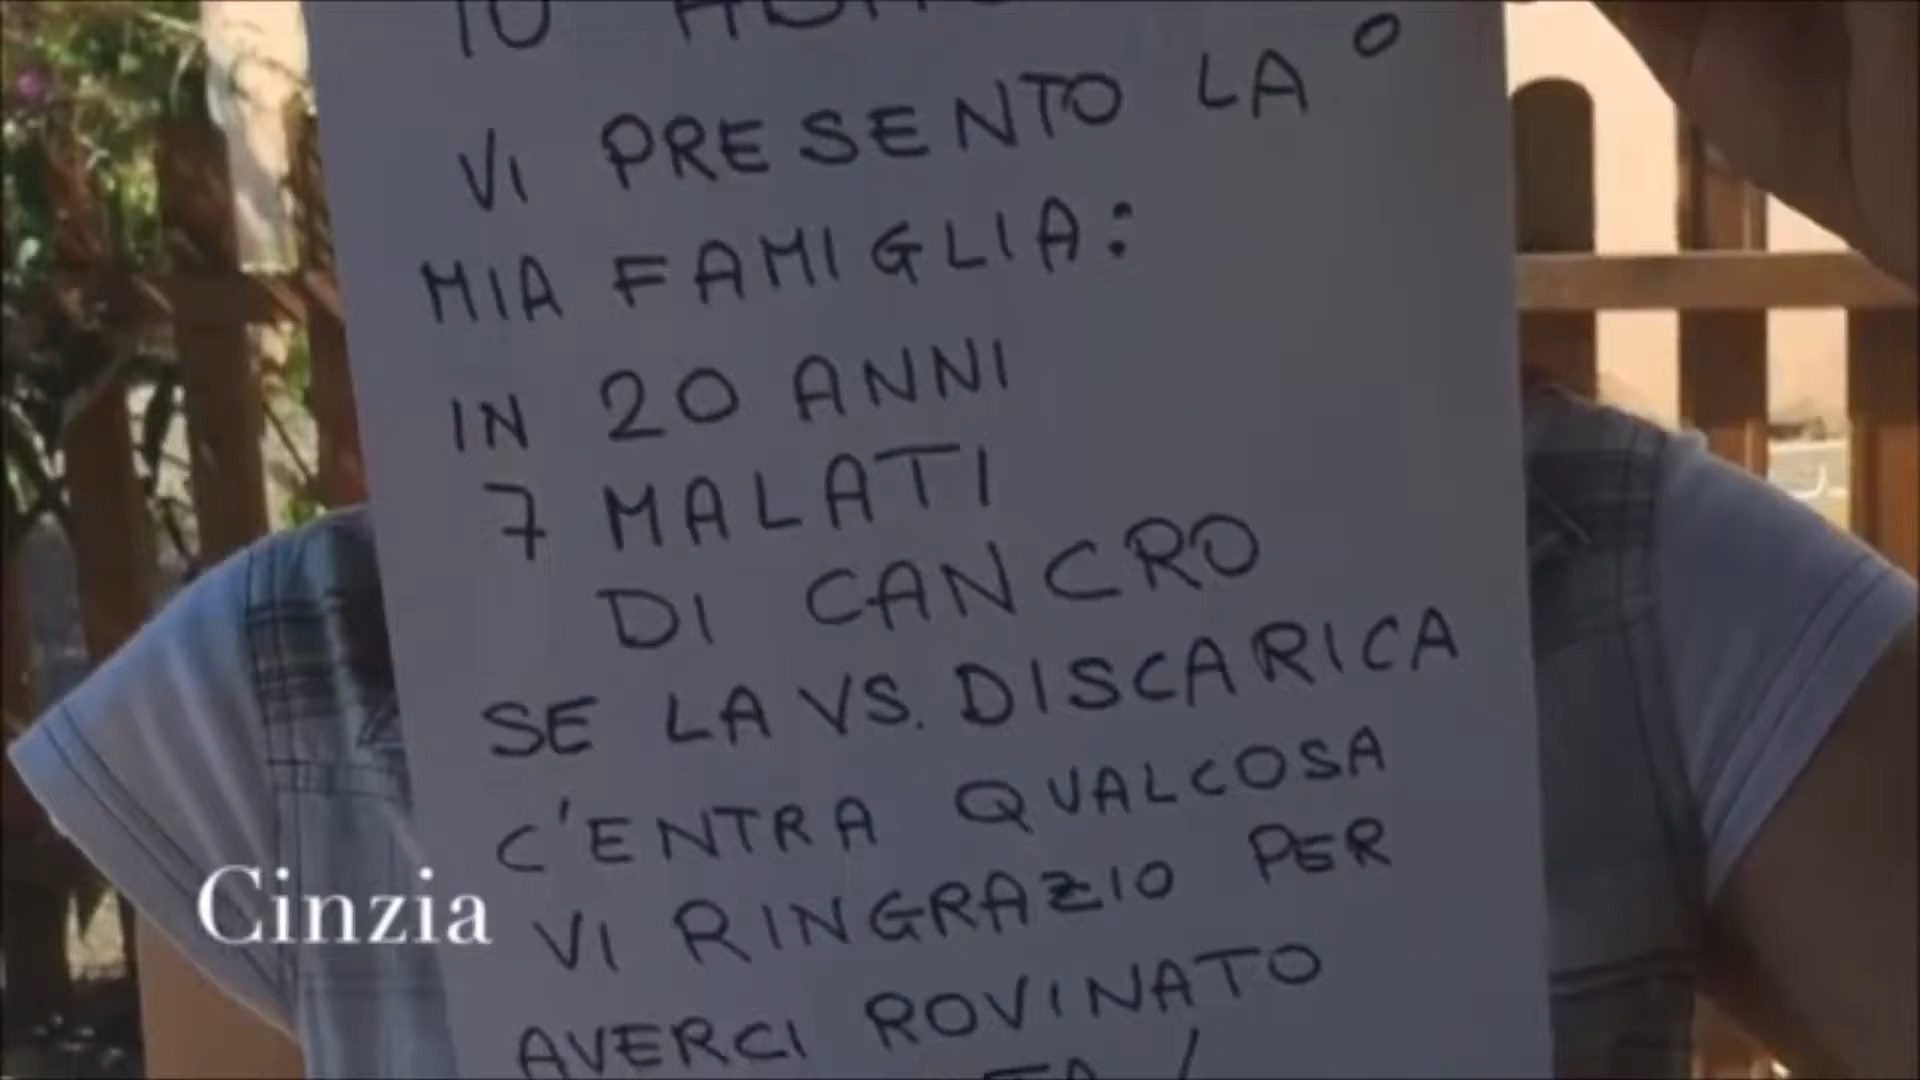 IO
VI PRESENTO LA
MIA FAMIGLIA:
IN 20 ANNI
7 MALATI
DI CANCRO
SE LA VS. DISCARICA
C'ENTRA QUALCOSA
VI RINGRAZIO PER
AVERCI ROVINATO
Cinzia